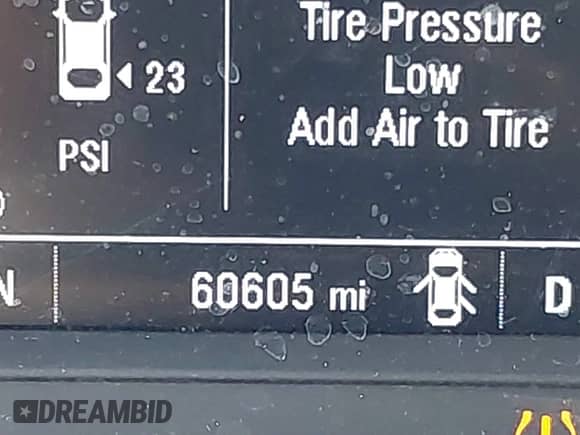 Tire Pressure
Low
Add Air to Tire
23
PSI
N
60605 mi
D
DREAMBID